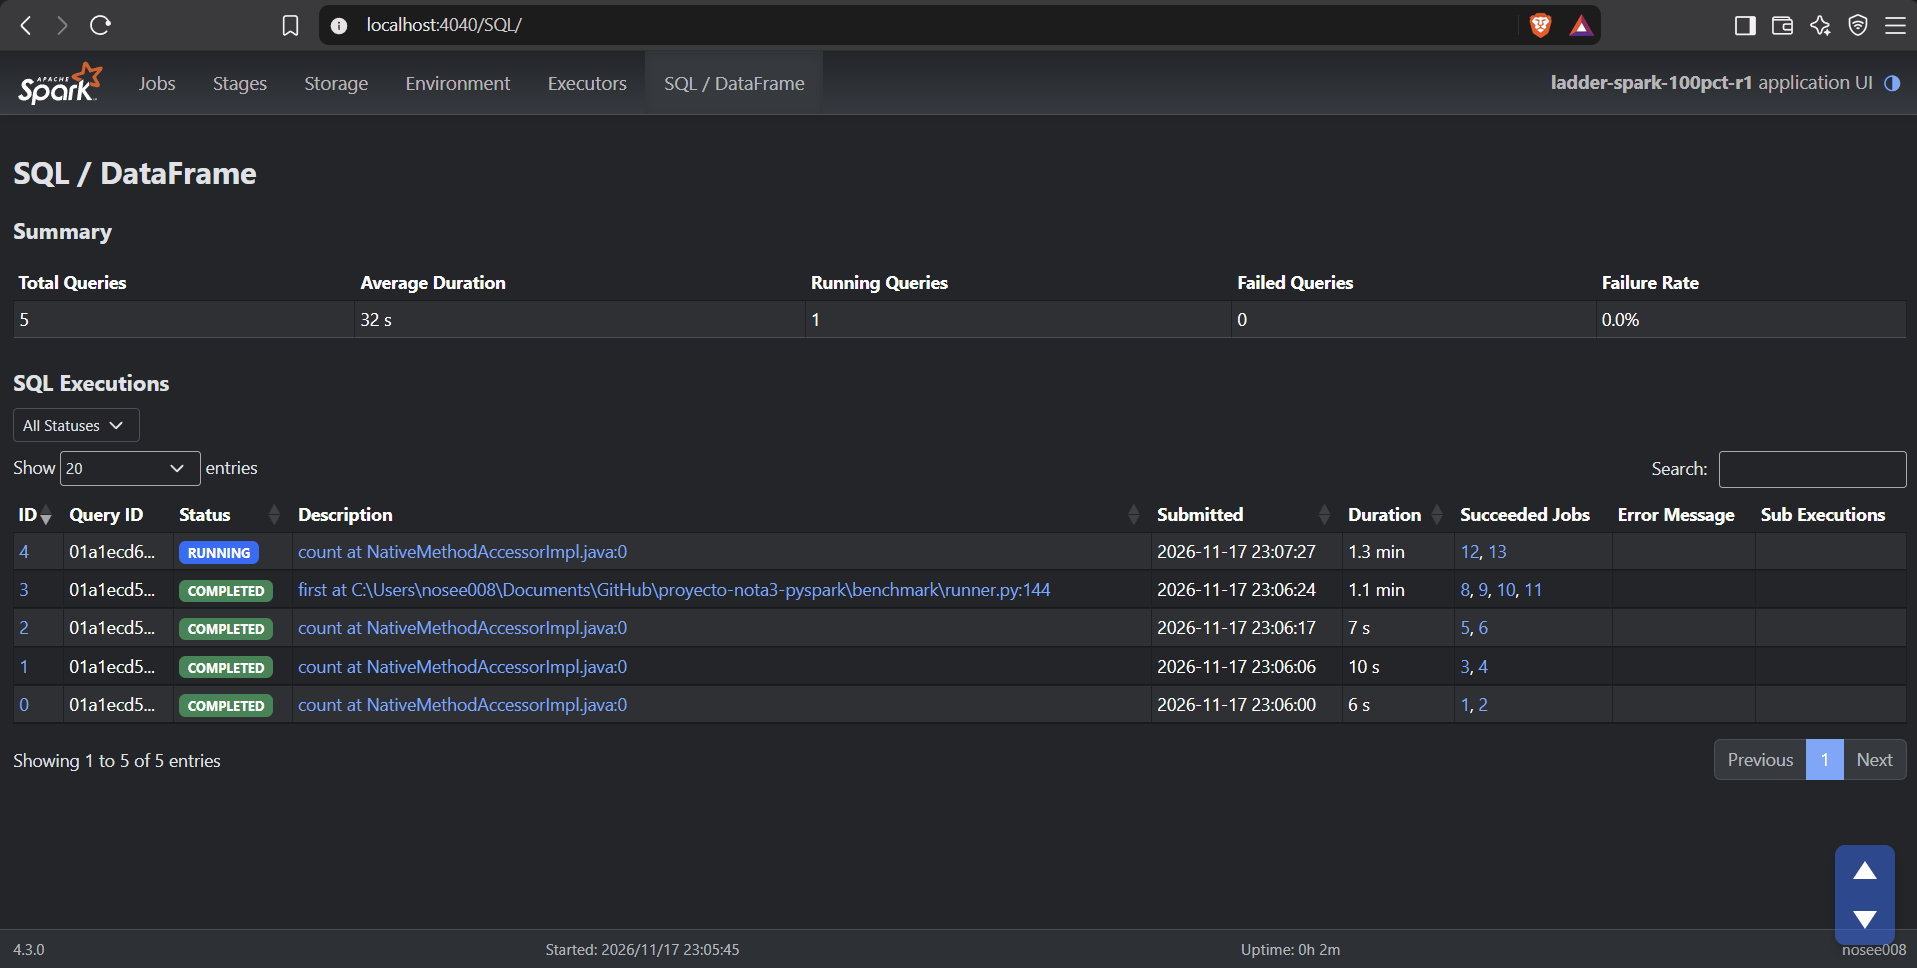 localhost:4040/SQL/
APACHE Spark Jobs Stages Storage Environment Executors SQL / DataFrame ladder-spark-100pct-r1 application UI
SQL / DataFrame
Summary
Total Queries Average Duration Running Queries Failed Queries Failure Rate
5 32 s 1 0 0.0%
SQL Executions
All Statuses
Show 20 entries Search:
ID Query ID Status Description Submitted Duration Succeeded Jobs Error Message Sub Executions
4 01a1ecd6... RUNNING count at NativeMethodAccessorImpl.java:0 2026-11-17 23:07:27 1.3 min 12, 13
3 01a1ecd5... COMPLETED first at C:\Users\nosee008\Documents\GitHub\proyecto-nota3-pyspark\benchmark\runner.py:144 2026-11-17 23:06:24 1.1 min 8, 9, 10, 11
2 01a1ecd5... COMPLETED count at NativeMethodAccessorImpl.java:0 2026-11-17 23:06:17 7 s 5, 6
1 01a1ecd5... COMPLETED count at NativeMethodAccessorImpl.java:0 2026-11-17 23:06:06 10 s 3, 4
0 01a1ecd5... COMPLETED count at NativeMethodAccessorImpl.java:0 2026-11-17 23:06:00 6 s 1, 2
Showing 1 to 5 of 5 entries Previous 1 Next
4.3.0 Started: 2026/11/17 23:05:45 Uptime: 0h 2m nosee008